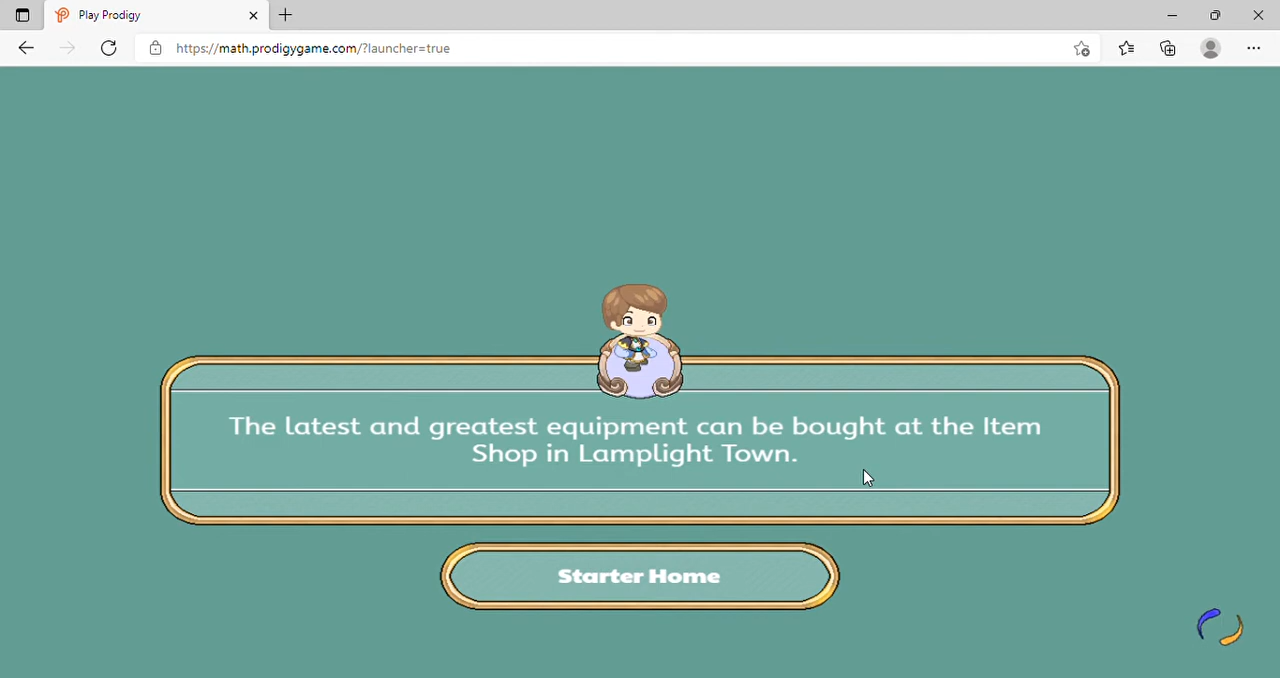 Play Prodigy
https://math.prodigygame.com/?launcher=true
The latest and greatest equipment can be bought at the Item
Shop in Lamplight Town.
Starter Home